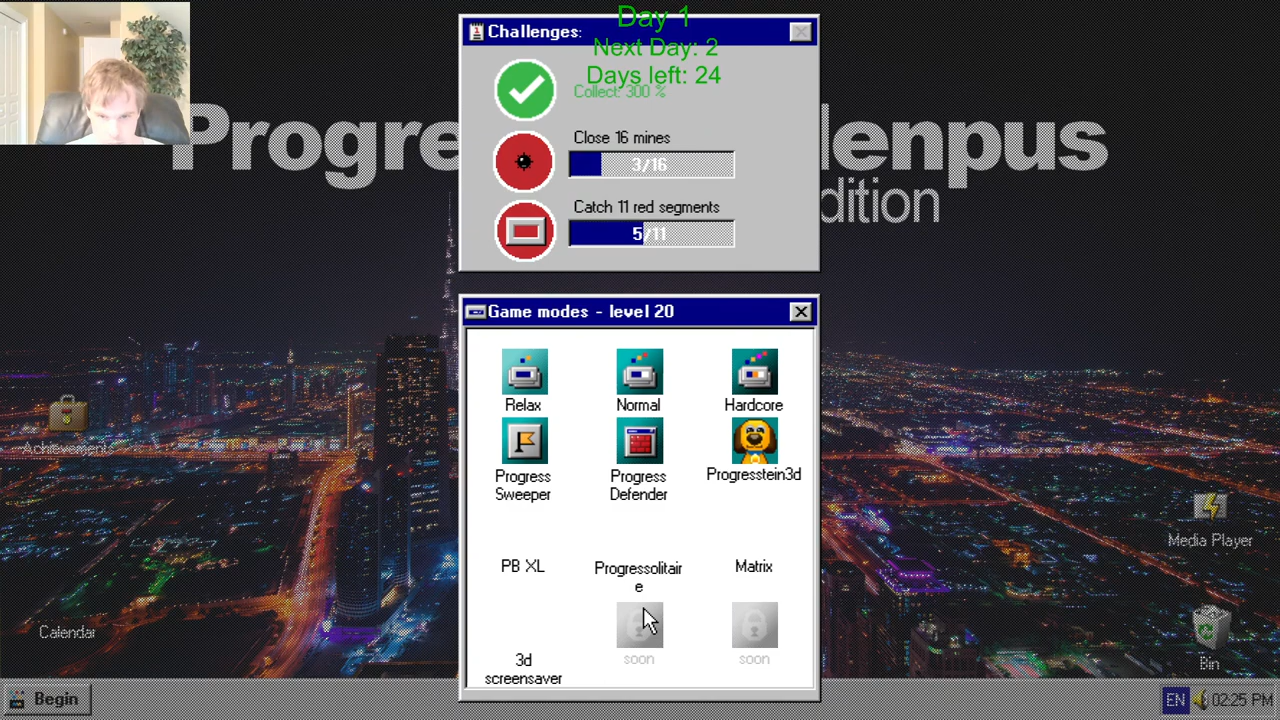 Day 1
Challenges:
Next Day: 2
Days left: 24
Collect: 300 %
Progre
lenpus
Close 16 mines
3/16
dition
Catch 11 red segments
5/11
Game modes - level 20
Relax
Normal
Hardcore
Progress
Sweeper
Progress
Defender
Progresstein3d
Media Player
PB XL
Progressolitair
e
Matrix
Calendar
soon
soon
3d
screensaver
Bin
Begin
EN
02:25 PM